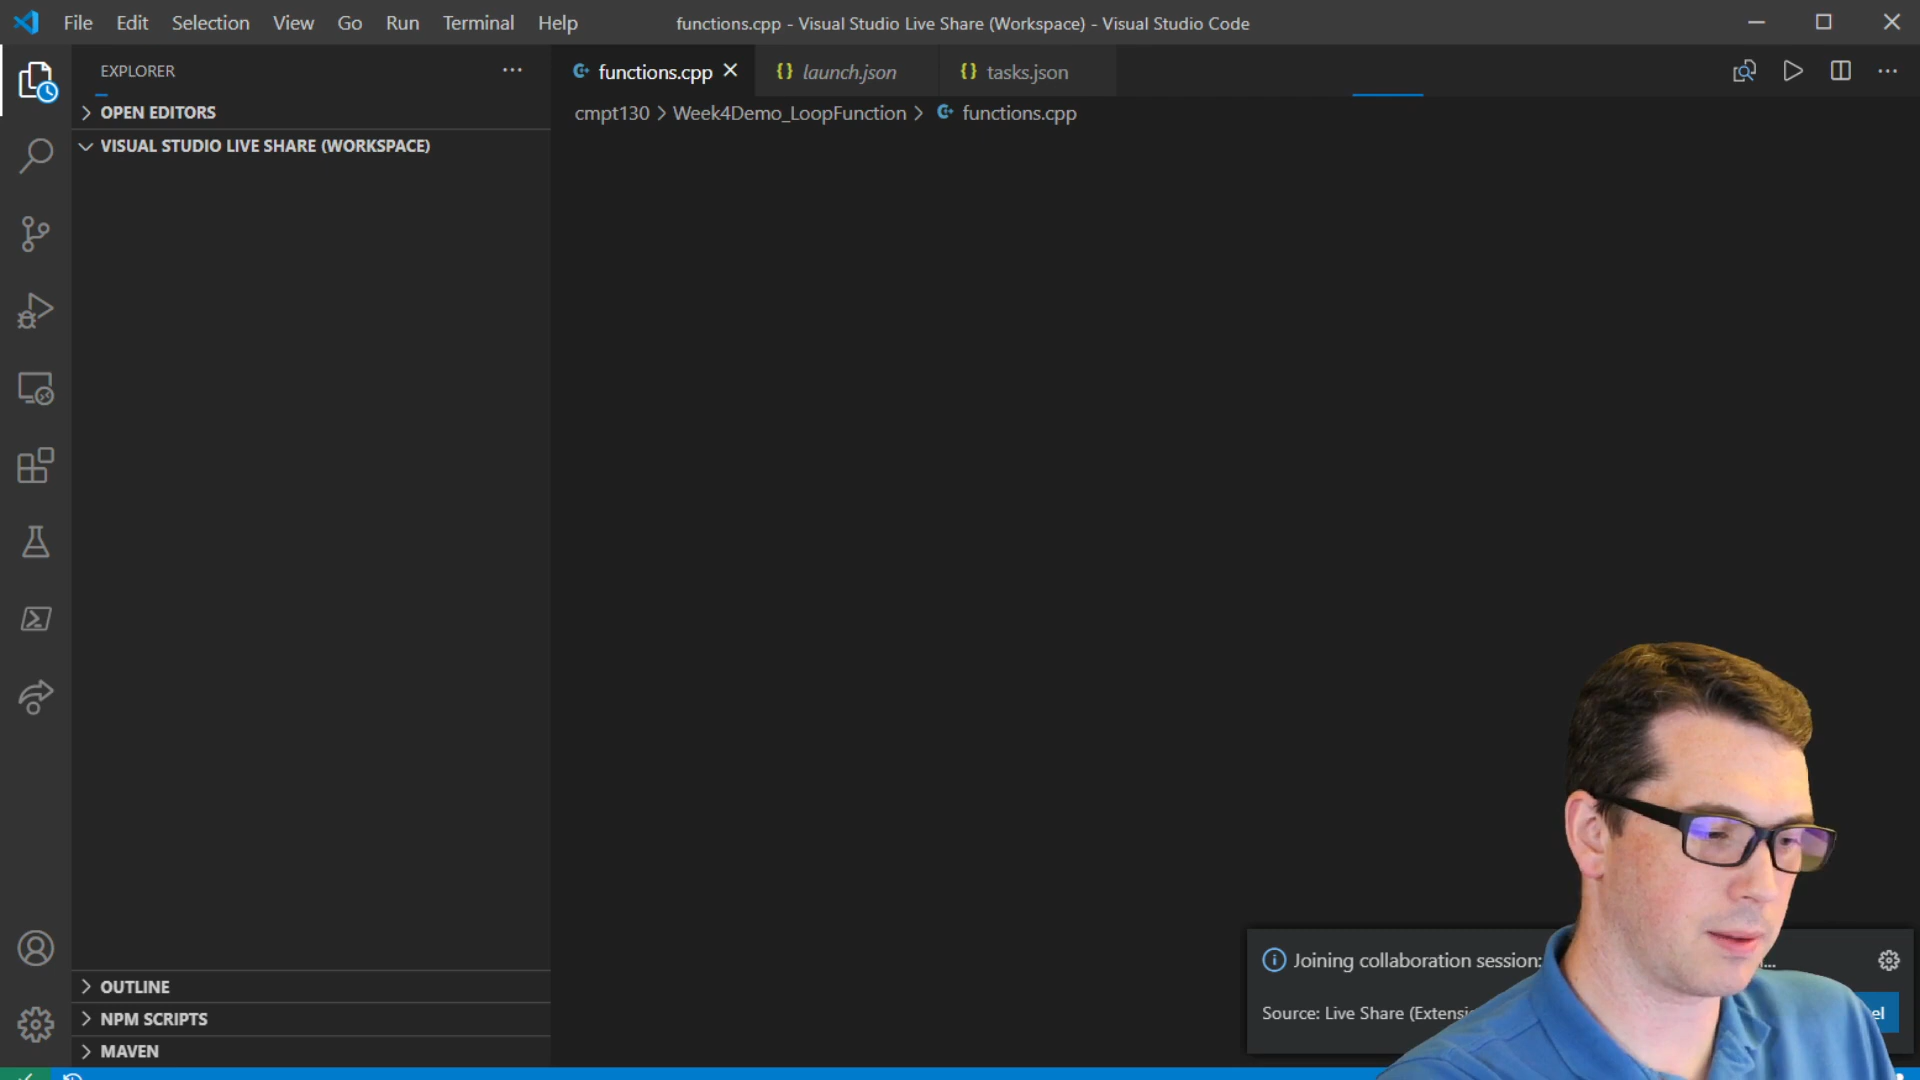 File Edit Selection View Go Run Terminal Help functions.cpp - Visual Studio Live Share (Workspace) - Visual Studio Code
EXPLORER
functions.cpp launch.json tasks.json
OPEN EDITORS
cmpt130 > Week4Demo_LoopFunction > functions.cpp
VISUAL STUDIO LIVE SHARE (WORKSPACE)
Joining collaboration session: ...
Source: Live Share (Extensi
el
OUTLINE
NPM SCRIPTS
MAVEN